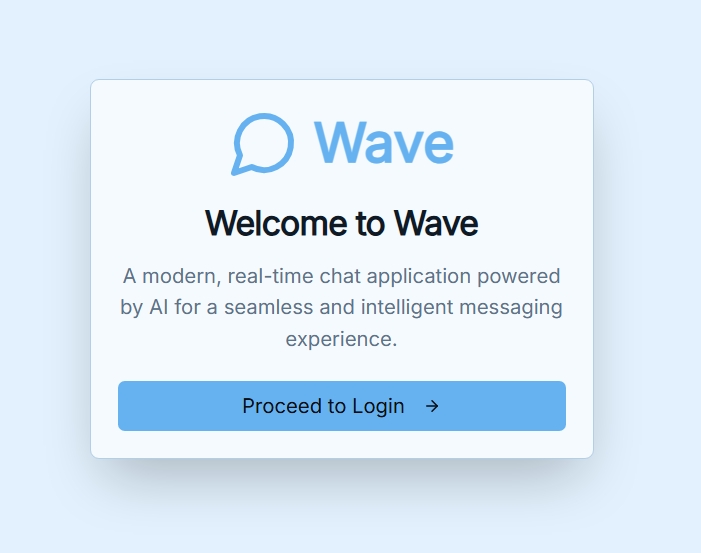 Wave
Welcome to Wave
A modern, real-time chat application powered
by AI for a seamless and intelligent messaging
experience.
Proceed to Login →